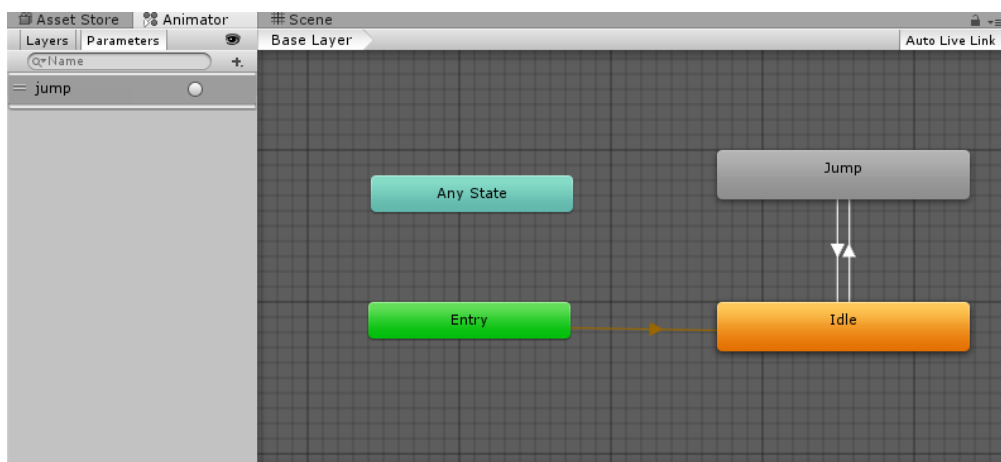 Asset Store
Animator
Scene
Layers
Parameters
Base Layer
Auto Live Link
Name
jump
Jump
Any State
Entry
Idle